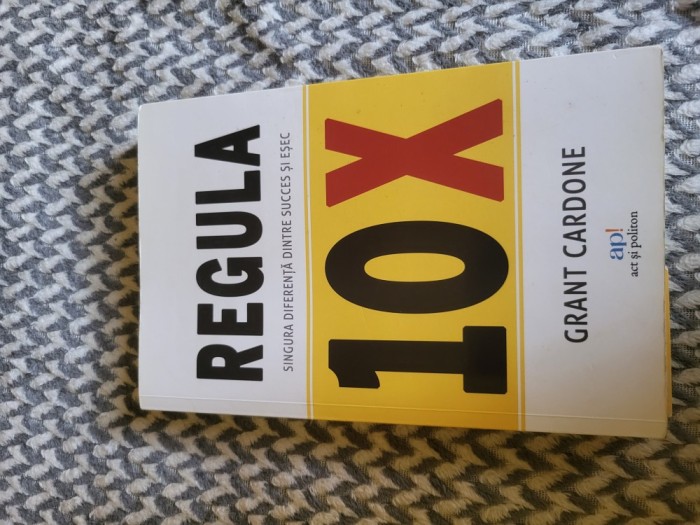 REGULA
SINGURA DIFERENȚĂ DINTRE SUCCES ȘI EȘEC
10X
GRANT CARDONE
ap!
act și politon